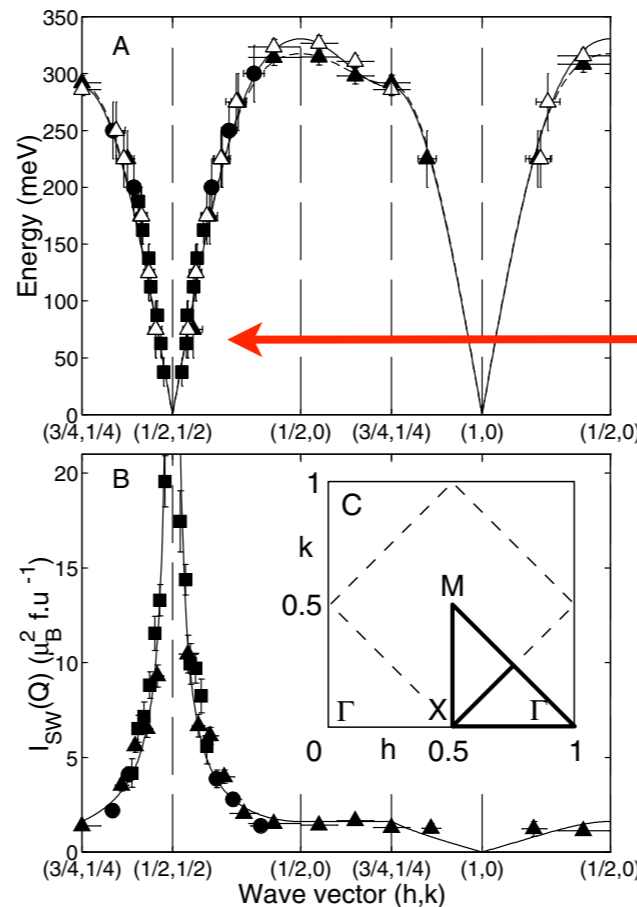 A
350
300
250
200
150
100
50
0
Energy (meV)
(3/4,1/4) (1/2,1/2) (1/2,0) (3/4,1/4) (1,0) (1/2,0)
B
20
15
10
5
0
I_SW(Q) (μ_B^2 f.u^-1)
C
1
k
0.5
M
X
Γ
Γ
0 h 0.5 1
(3/4,1/4) (1/2,1/2) (1/2,0) (3/4,1/4) (1,0) (1/2,0)
Wave vector (h,k)